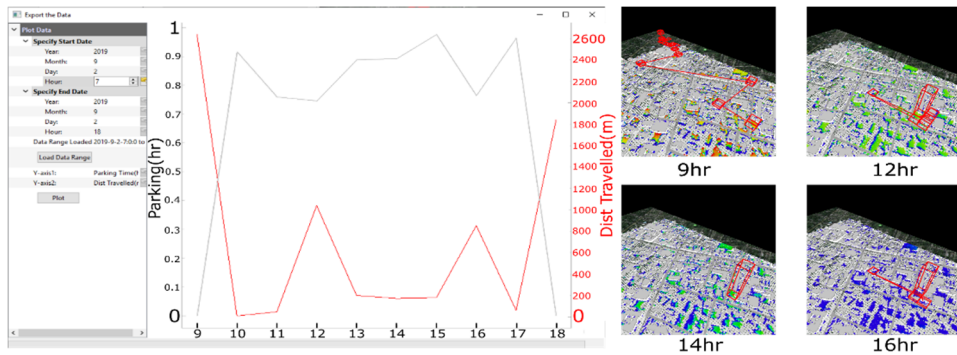 Export the Data
Plot Data
Specify Start Date
Year: 2019
Month: 9
Day: 2
Hour: 7
Specify End Date
Year: 2019
Month: 9
Day: 2
Hour: 18
Data Range Loaded 2019-9-2-7:0:0 to
Load Data Range
Y-axis1: Parking Time(
Y-axis2: Dist Travelled(
Plot
Parking(hr)
1
0.9
0.8
0.7
0.6
0.5
0.4
0.3
0.2
0.1
0
9 10 11 12 13 14 15 16 17 18
2600
2400
2200
2000
1800
1600
1400
1200
1000
800
600
400
200
0
Dist Travelled(m)
9hr
12hr
14hr
16hr